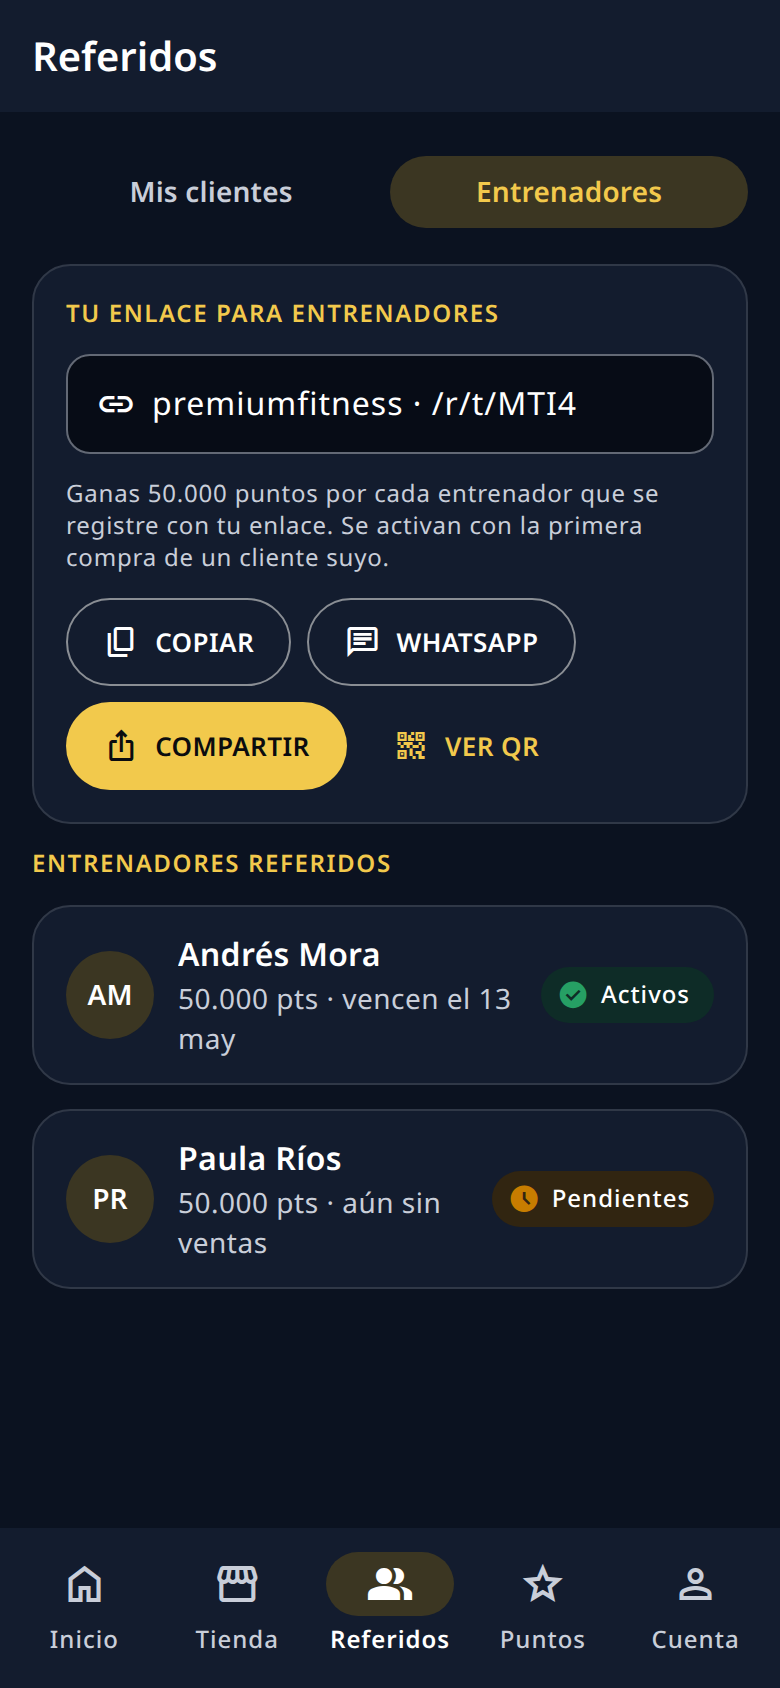 Referidos
Mis clientes
Entrenadores
TU ENLACE PARA ENTRENADORES
premiumfitness · /r/t/MTI4
Ganas 50.000 puntos por cada entrenador que se
registre con tu enlace. Se activan con la primera
compra de un cliente suyo.
COPIAR
WHATSAPP
COMPARTIR
VER QR
ENTRENADORES REFERIDOS
AM
Andrés Mora
50.000 pts · vencen el 13
may
Activos
PR
Paula Ríos
50.000 pts · aún sin
ventas
Pendientes
Inicio
Tienda
Referidos
Puntos
Cuenta